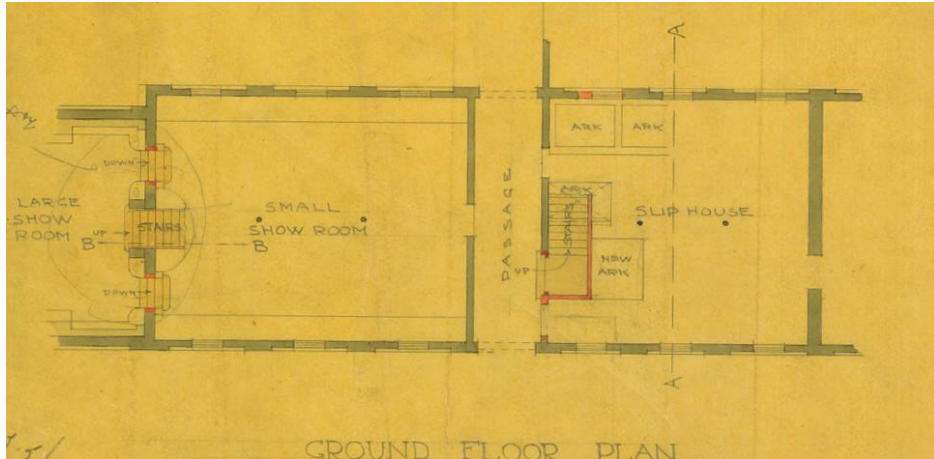 A
ARK
ARK
DOWN
LARGE
SHOW
ROOM
UP
B
STAIRS
B
SMALL
SHOW ROOM
DOWN
PASSAGE
ARK
STAIRS
UP
SLIP HOUSE
NEW
ARK
A
GROUND FLOOR PLAN